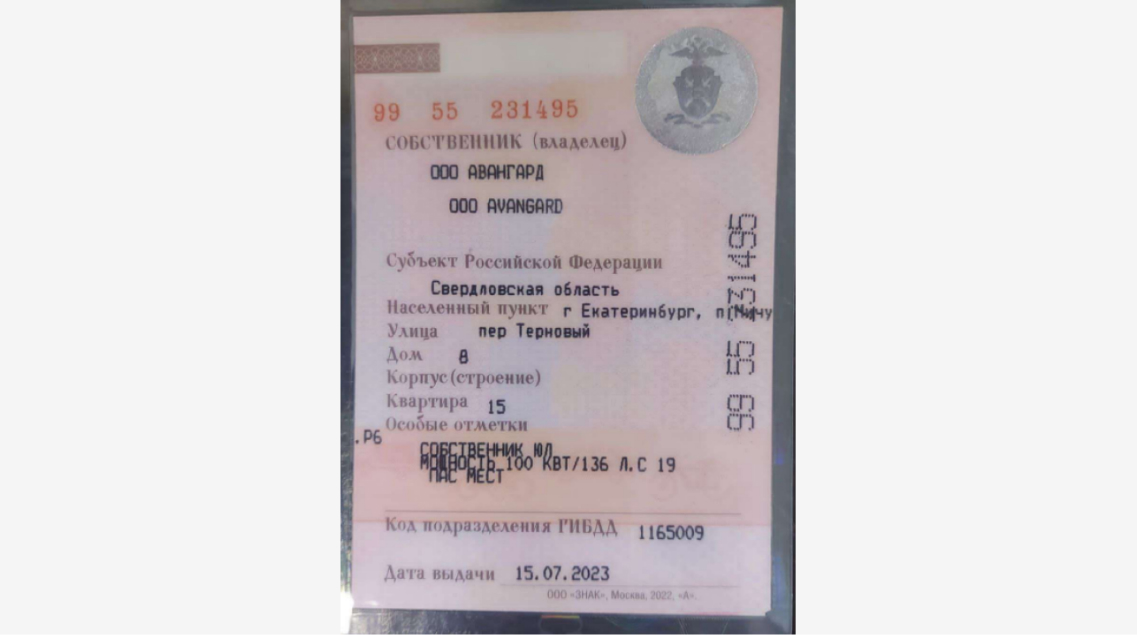 99 55 231495
СОБСТВЕННИК (владелец)
ООО АВАНГАРД
ООО AVANGARD
Субъект Российской Федерации
Свердловская область
Населенный пункт г Екатеринбург, п Мичу
Улица пер Терновый
Дом 8
Корпус(строение)
Квартира 15
Особые отметки
.Р6
СОБСТВЕННИК ЮЛ
МОЩНОСТЬ 100 КВТ/136 Л.С 19
ПАС МЕСТ
Код подразделения ГИБДД 1165009
Дата выдачи 15.07.2023
ООО «ЗНАК», Москва, 2022, «А».
99 55 231495